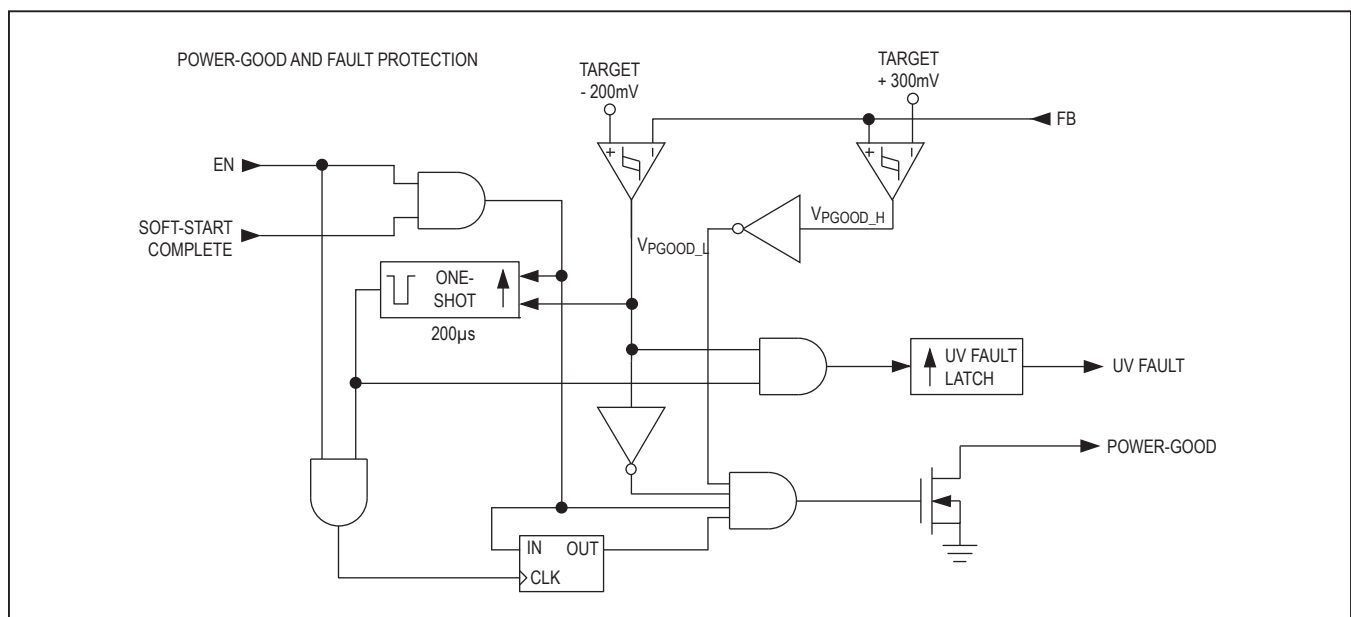 POWER-GOOD AND FAULT PROTECTION
TARGET
- 200mV
TARGET
+ 300mV
FB
+
–
+
–
EN
SOFT-START
COMPLETE
VPGOOD_L
VPGOOD_H
ONE-
SHOT
200µs
UV FAULT
LATCH
UV FAULT
POWER-GOOD
IN OUT
CLK